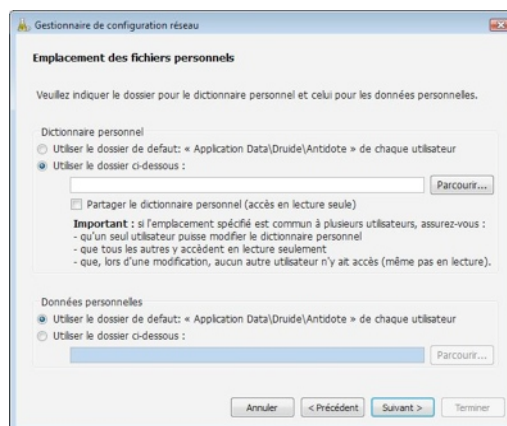 Gestionnaire de configuration réseau
Emplacement des fichiers personnels
Veuillez indiquer le dossier pour le dictionnaire personnel et celui pour les données personnelles.
Dictionnaire personnel
Utiliser le dossier de defaut: « Application Data\Druide\Antidote » de chaque utilisateur
Utiliser le dossier ci-dessous :
Parcourir...
Partager le dictionnaire personnel (accès en lecture seule)
Important : si l'emplacement spécifié est commun à plusieurs utilisateurs, assurez-vous :
- qu'un seul utilisateur puisse modifier le dictionnaire personnel
- que tous les autres y accèdent en lecture seulement
- que, lors d'une modification, aucun autre utilisateur n'y ait accès (même pas en lecture).
Données personnelles
Utiliser le dossier de defaut: « Application Data\Druide\Antidote » de chaque utilisateur
Utiliser le dossier ci-dessous :
Parcourir...
Annuler < Précédent Suivant > Terminer